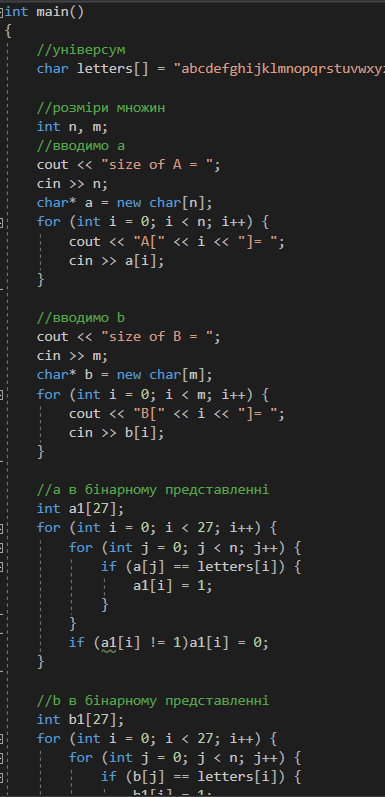 int main()
{
//універсум
char letters[] = "abcdefghijklmnopqrstuvwxy
//розміри множин
int n, m;
//вводимо a
cout << "size of A = ";
cin >> n;
char* a = new char[n];
for (int i = 0; i < n; i++) {
cout << "A[" << i << "]= ";
cin >> a[i];
}
//вводимо b
cout << "size of B = ";
cin >> m;
char* b = new char[m];
for (int i = 0; i < m; i++) {
cout << "B[" << i << "]= ";
cin >> b[i];
}
//a в бінарному представленні
int a1[27];
for (int i = 0; i < 27; i++) {
for (int j = 0; j < n; j++) {
if (a[j] == letters[i]) {
a1[i] = 1;
}
}
if (a1[i] != 1)a1[i] = 0;
}
//b в бінарному представленні
int b1[27];
for (int i = 0; i < 27; i++) {
for (int j = 0; j < n; j++) {
if (b[j] == letters[i]) {
b1[i] = 1;